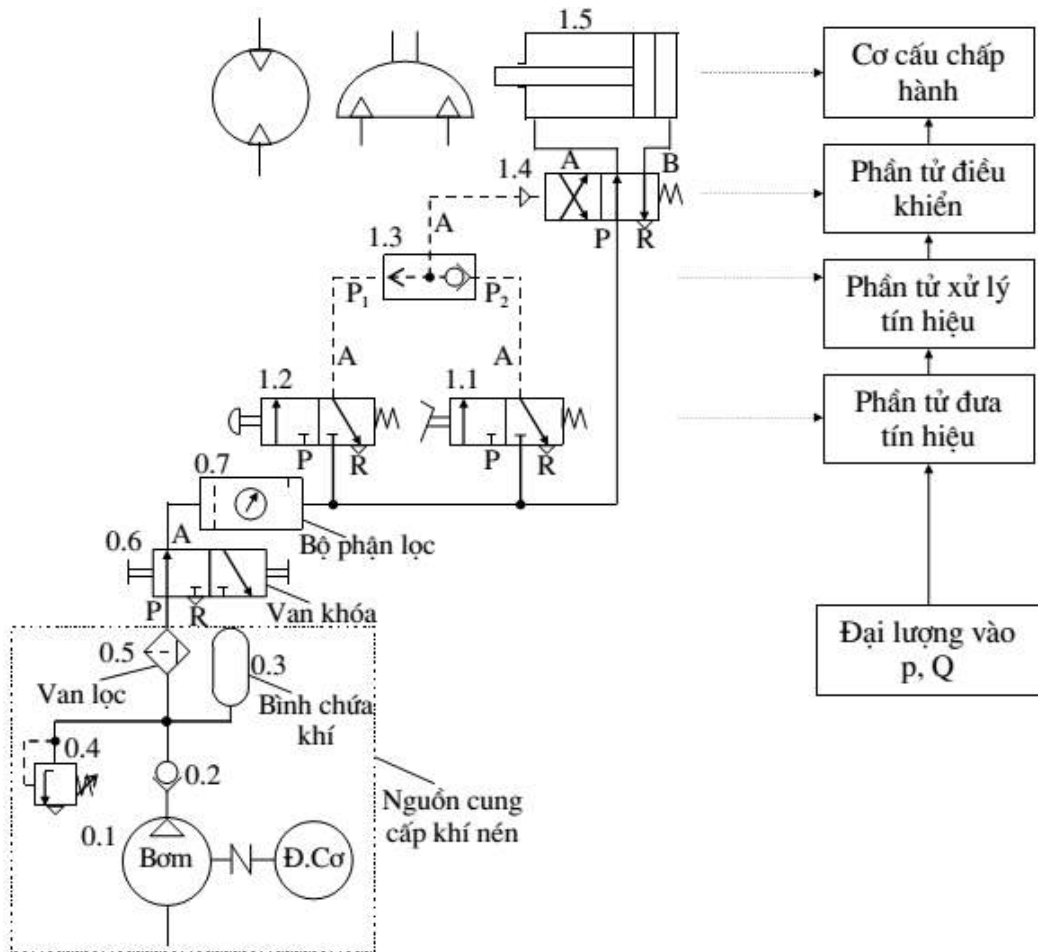 1.5
Cơ cấu chấp
hành
A
B
1.4
P
R
Phần tử điều
khiển
A
1.3
P1
P2
Phần tử xử lý
tín hiệu
A
A
1.2
1.1
P
R
P
R
Phần tử đưa
tín hiệu
0.7
Bộ phận lọc
0.6
A
P
R
Van khóa
Đại lượng vào
p, Q
0.5
Van lọc
0.3
Bình chứa
khí
0.4
0.2
Nguồn cung
cấp khí nén
0.1
Bơm
Đ.Cơ